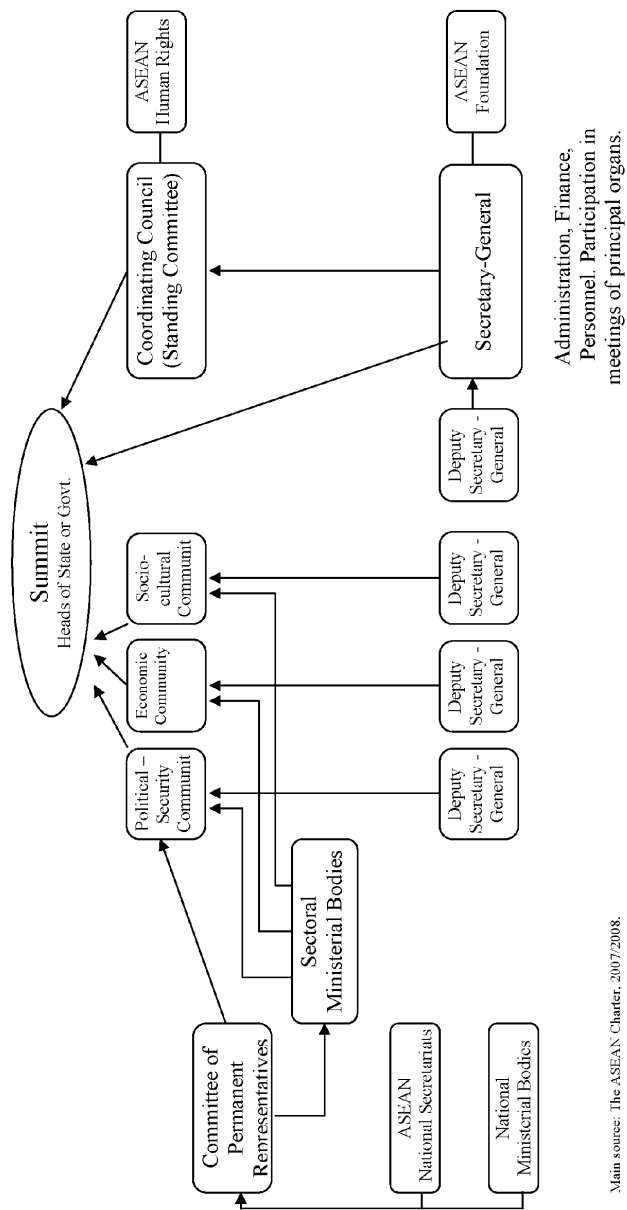 Summit
Heads of State or Govt.
Political –
Security
Communit
Economic
Community
Socio-
cultural
Communit
Coordinating Council
(Standing Committee)
ASEAN
Human Rights
Committee of
Permanent
Representatives
Sectoral
Ministerial Bodies
ASEAN
National Secretariats
National
Ministerial Bodies
Deputy
Secretary -
General
Deputy
Secretary -
General
Deputy
Secretary -
General
Deputy
Secretary -
General
Secretary-General
ASEAN
Foundation
Administration, Finance,
Personnel. Participation in
meetings of principal organs.
Main source: The ASEAN Charter, 2007/2008.